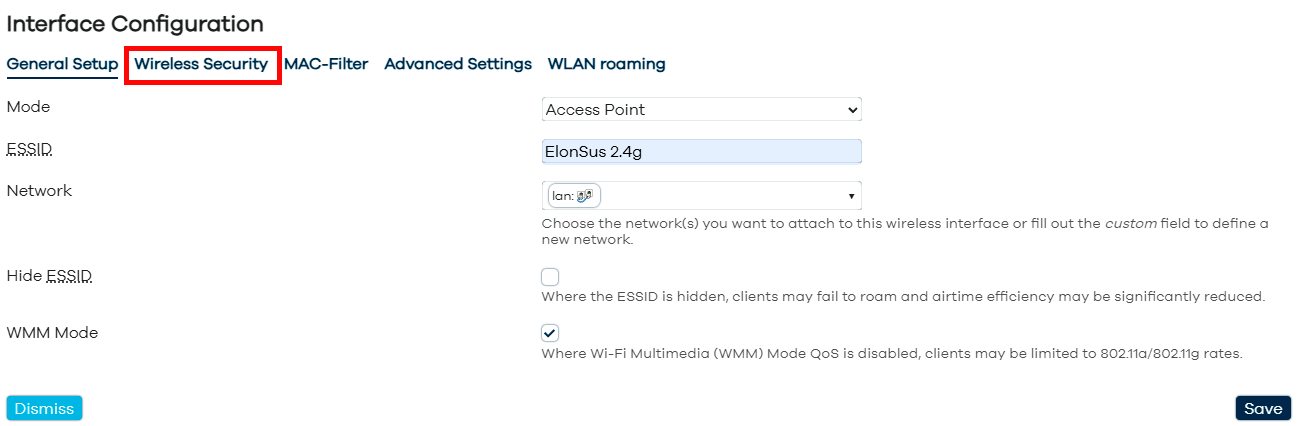 Interface Configuration
General Setup Wireless Security MAC-Filter Advanced Settings WLAN roaming
Mode Access Point
ESSID ElonSus 2.4g
Network lan:
Choose the network(s) you want to attach to this wireless interface or fill out the custom field to define a
new network.
Hide ESSID
Where the ESSID is hidden, clients may fail to roam and airtime efficiency may be significantly reduced.
WMM Mode
Where Wi-Fi Multimedia (WMM) Mode QoS is disabled, clients may be limited to 802.11a/802.11g rates.
Dismiss Save